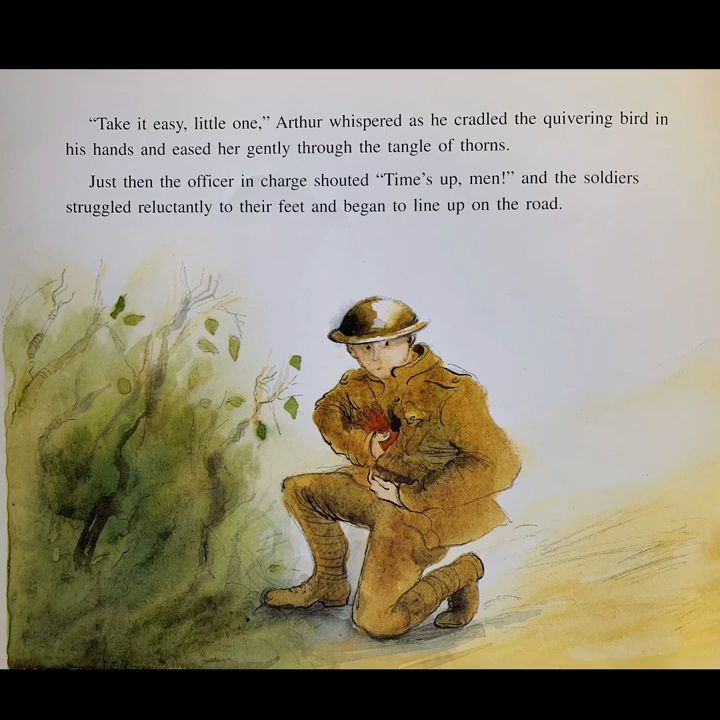 “Take it easy, little one,” Arthur whispered as he cradled the quivering bird in
his hands and eased her gently through the tangle of thorns.
Just then the officer in charge shouted “Time’s up, men!” and the soldiers
struggled reluctantly to their feet and began to line up on the road.